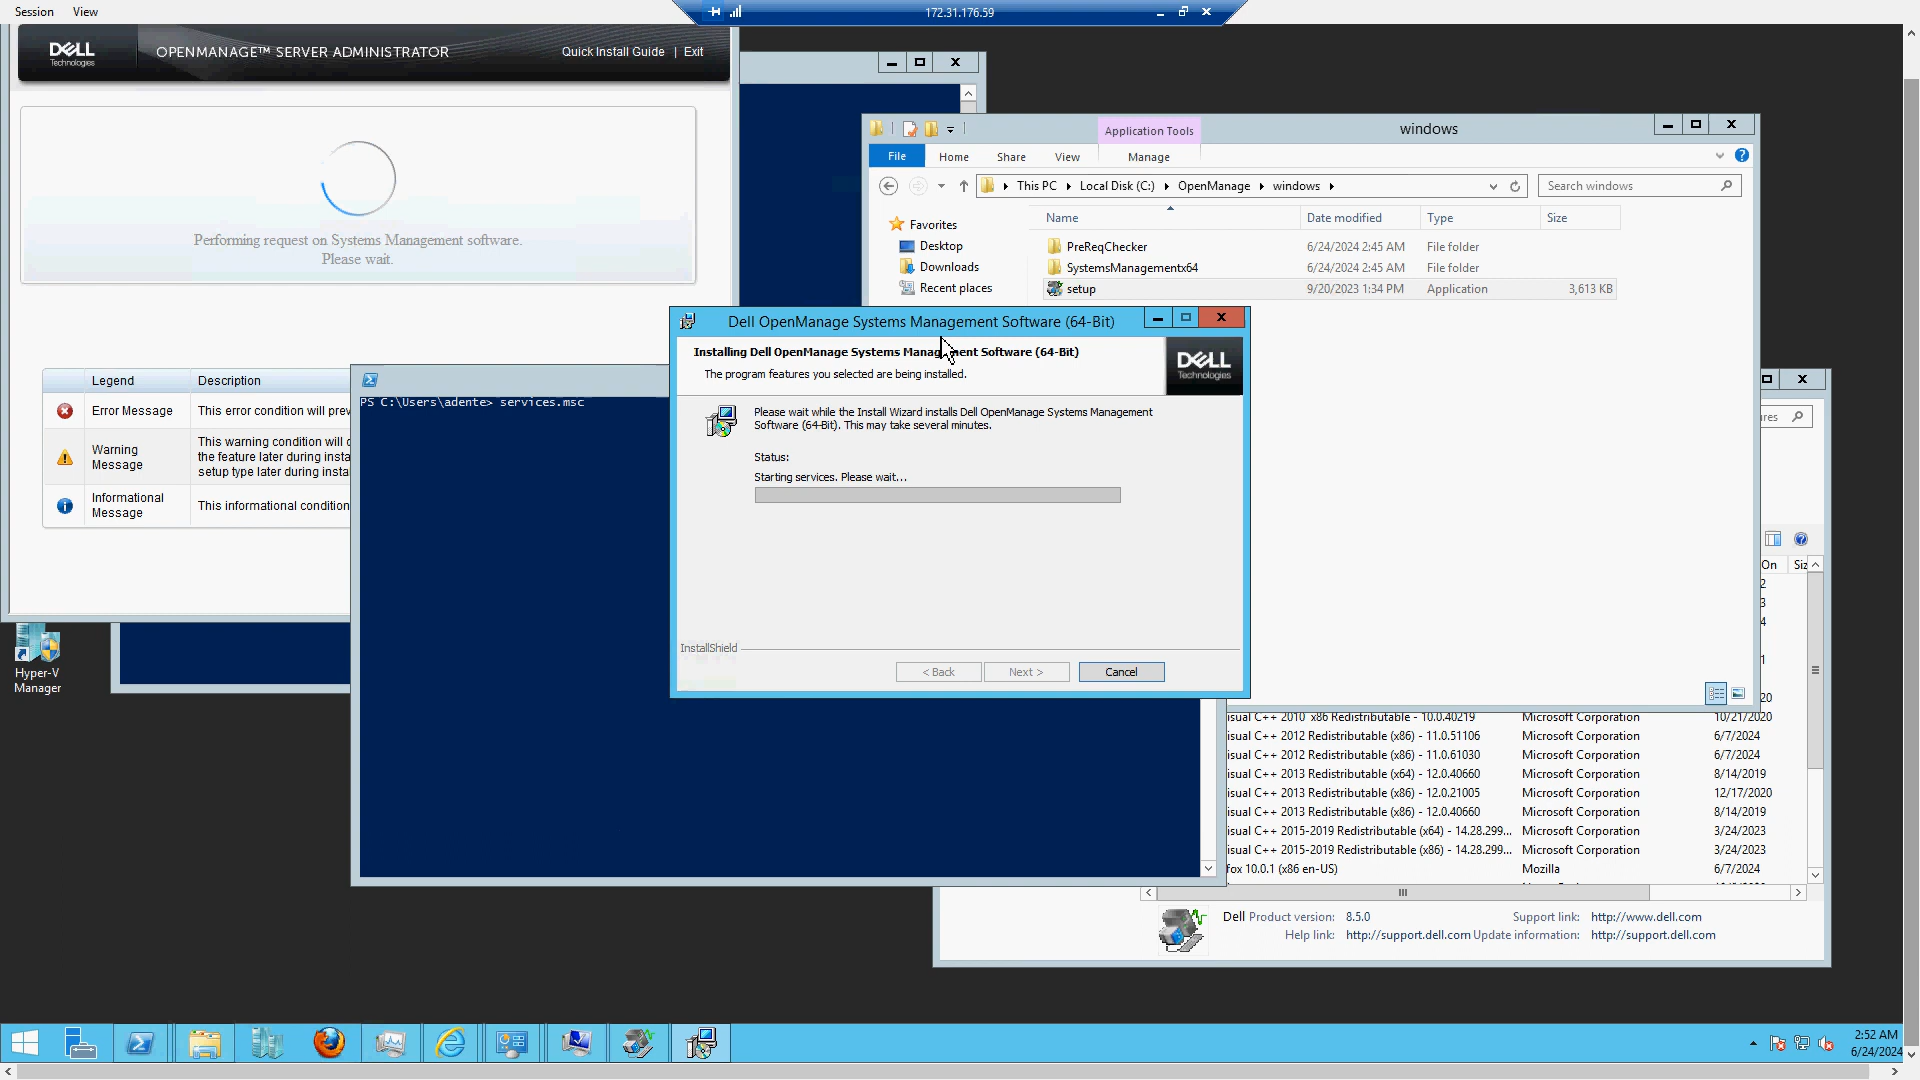 Session View
172.31.176.59
DELL Technologies
OPENMANAGE™ SERVER ADMINISTRATOR
Quick Install Guide | Exit
Performing request on Systems Management software.
Please wait.
Legend Description
Error Message This error condition will prev
Warning Message
This warning condition will
the feature later during insta
setup type later during instal
Informational Message
This informational condition
Hyper-V
Manager
PS C:\Users\adente> services.msc
Application Tools
windows
File Home Share View Manage
This PC Local Disk (C:) OpenManage windows
Search windows
Favorites
Desktop
Downloads
Recent places
Name Date modified Type Size
PreReqChecker 6/24/2024 2:45 AM File folder
SystemsManagementx64 6/24/2024 2:45 AM File folder
setup 9/20/2023 1:34 PM Application 3,613 KB
Dell OpenManage Systems Management Software (64-Bit)
Installing Dell OpenManage Systems Management Software (64-Bit)
The program features you selected are being installed.
DELL Technologies
Please wait while the Install Wizard installs Dell OpenManage Systems Management
Software (64-Bit). This may take several minutes.
Status:
Starting services. Please wait...
InstallShield
< Back Next > Cancel
On
isual C++ 2010 x86 Redistributable - 10.0.40219 Microsoft Corporation 10/21/2020
isual C++ 2012 Redistributable (x86) - 11.0.51106 Microsoft Corporation 6/7/2024
isual C++ 2012 Redistributable (x86) - 11.0.61030 Microsoft Corporation 6/7/2024
isual C++ 2013 Redistributable (x64) - 12.0.40660 Microsoft Corporation 8/14/2019
isual C++ 2013 Redistributable (x86) - 12.0.21005 Microsoft Corporation 12/17/2020
isual C++ 2013 Redistributable (x86) - 12.0.40660 Microsoft Corporation 8/14/2019
isual C++ 2015-2019 Redistributable (x64) - 14.28.299... Microsoft Corporation 3/24/2023
isual C++ 2015-2019 Redistributable (x86) - 14.28.299... Microsoft Corporation 3/24/2023
fox 10.0.1 (x86 en-US) Mozilla 6/7/2024
Dell Product version: 8.5.0 Support link: http://www.dell.com
Help link: http://support.dell.com Update information: http://support.dell.com
2:52 AM
6/24/2024